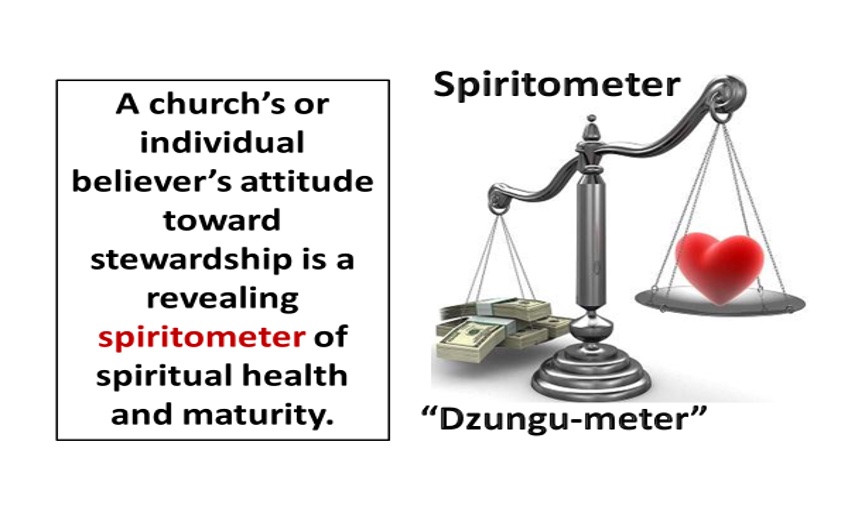 A church's or
individual
believer's attitude
toward
stewardship is a
revealing
spiritometer of
spiritual health
and maturity.
Spiritometer
“Dzungu-meter”